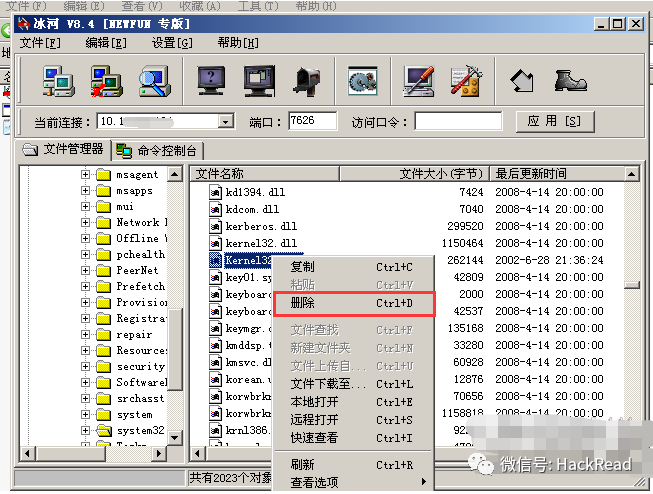 文件(F) 编辑(E) 查看(V) 收藏(A) 工具(T) 帮助(H)
冰河 V8.4 [NETFUN 专版]
文件[F] 编辑[E] 设置[G] 帮助[H]
当前连接： 10.1 端口： 7626 访问口令： 应 用 [S]
文件管理器 命令控制台
msagent
msapps
mui
Network
Offline
pchealth
PeerNet
Prefetch
Provision
Registrat
repair
Resources
security
Software
srchasst
system
system32
文件名称 文件大小(字节) 最后更新时间
kd1394.dll 7424 2008-4-14 20:00:00
kdcom.dll 7040 2008-4-14 20:00:00
kerberos.dll 299520 2008-4-14 20:00:00
kernel32.dll 1150464 2008-4-14 20:00:00
Kernel32 262144 2002-6-28 21:36:24
key01.sy 42809 2008-4-14 20:00:00
keyboard 2000 2008-4-14 20:00:00
keyboard 42537 2008-4-14 20:00:00
keymgr.c 135168 2008-4-14 20:00:00
kmddsp.t 33280 2008-4-14 20:00:00
kmsvc.dl 60928 2008-4-14 20:00:00
korean.u 12876 2008-4-14 20:00:00
korwbrkr 70656 2008-4-14 20:00:00
korwbrkr 1158818 2008-4-14 20:00:00
krnl386.
复制 Ctrl+C
粘贴 Ctrl+V
删除 Ctrl+D
文件查找 Ctrl+F
新建文件夹 Ctrl+N
文件上传自... Ctrl+U
文件下载至... Ctrl+L
本地打开 Ctrl+E
远程打开 Ctrl+S
快速查看 Ctrl+I
刷新 Ctrl+R
查看选项
共有2023个对象
微信号: HackRead